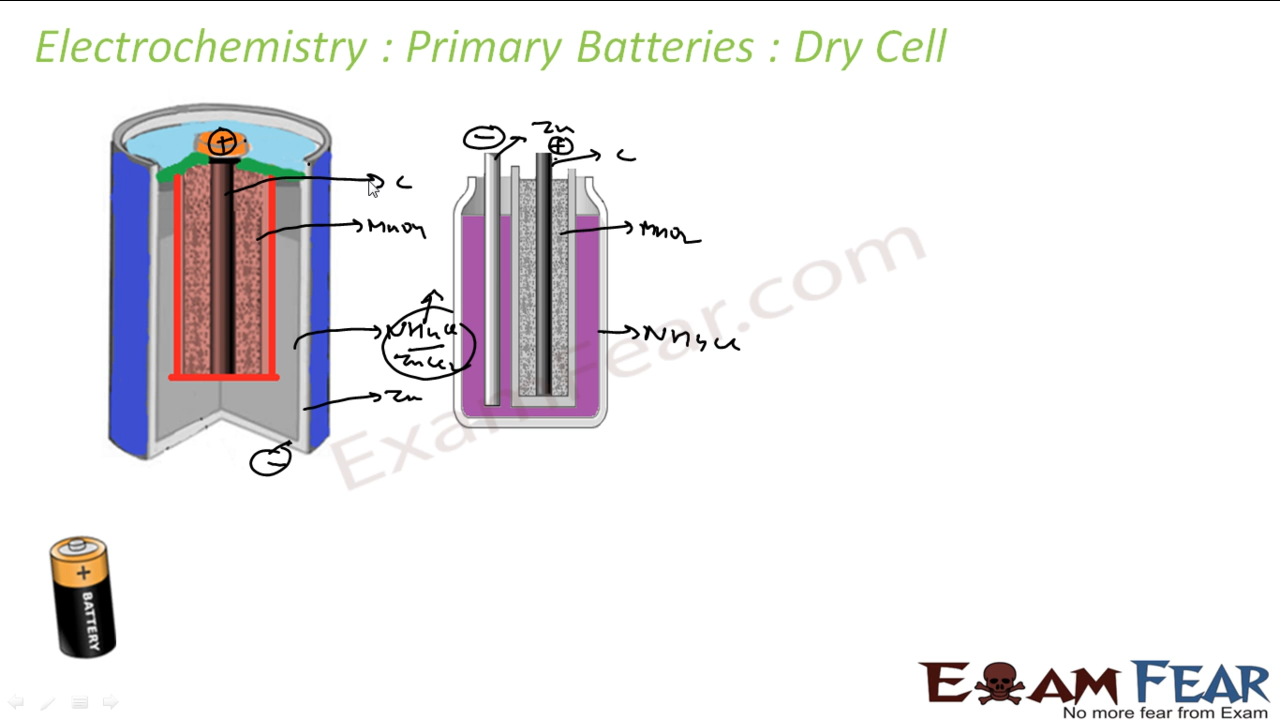 Electrochemistry : Primary Batteries : Dry Cell
+
−
Zn
+
C
C
MnO2
MnO2
NH4Cl
ZnCl2
NH4Cl
Zn
−
ExamFear.com
+
BATTERY
EXAM FEAR
No more fear from Exam